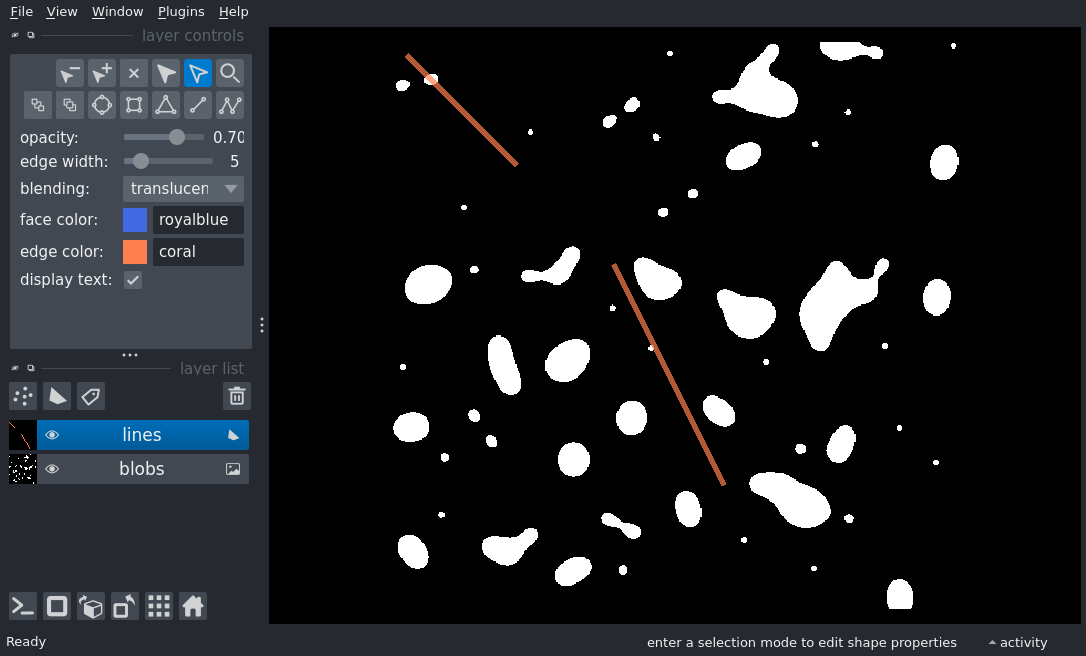 File View Window Plugins Help
layer controls
opacity: 0.70
edge width: 5
blending: translucen
face color: royalblue
edge color: coral
display text:
layer list
lines
blobs
Ready enter a selection mode to edit shape properties activity